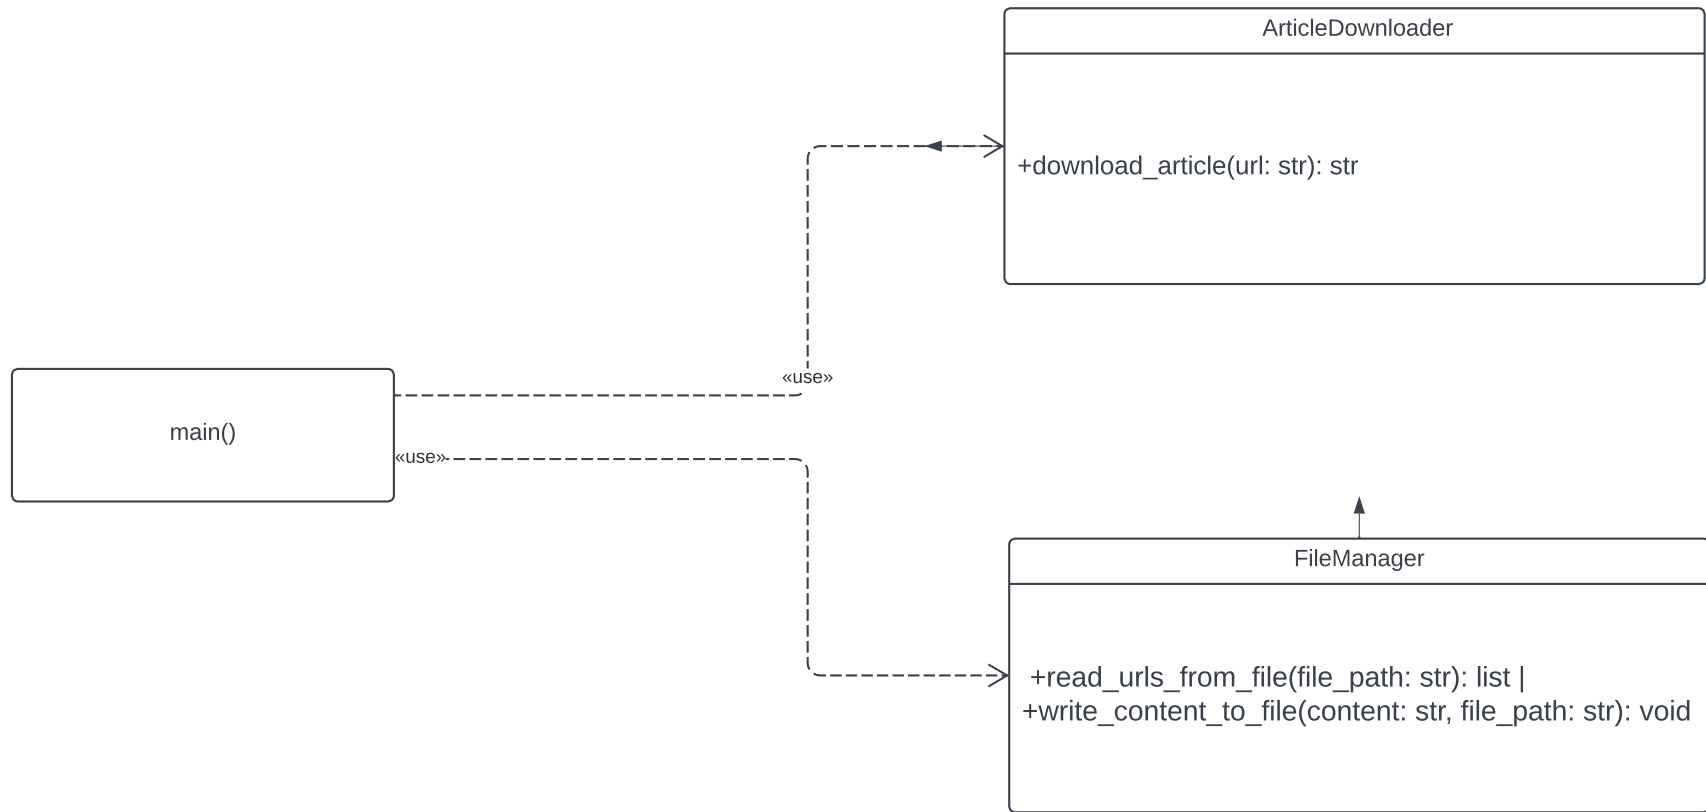 ArticleDownloader
+download_article(url: str): str
«use»
main()
«use»
FileManager
+read_urls_from_file(file_path: str): list |
+write_content_to_file(content: str, file_path: str): void